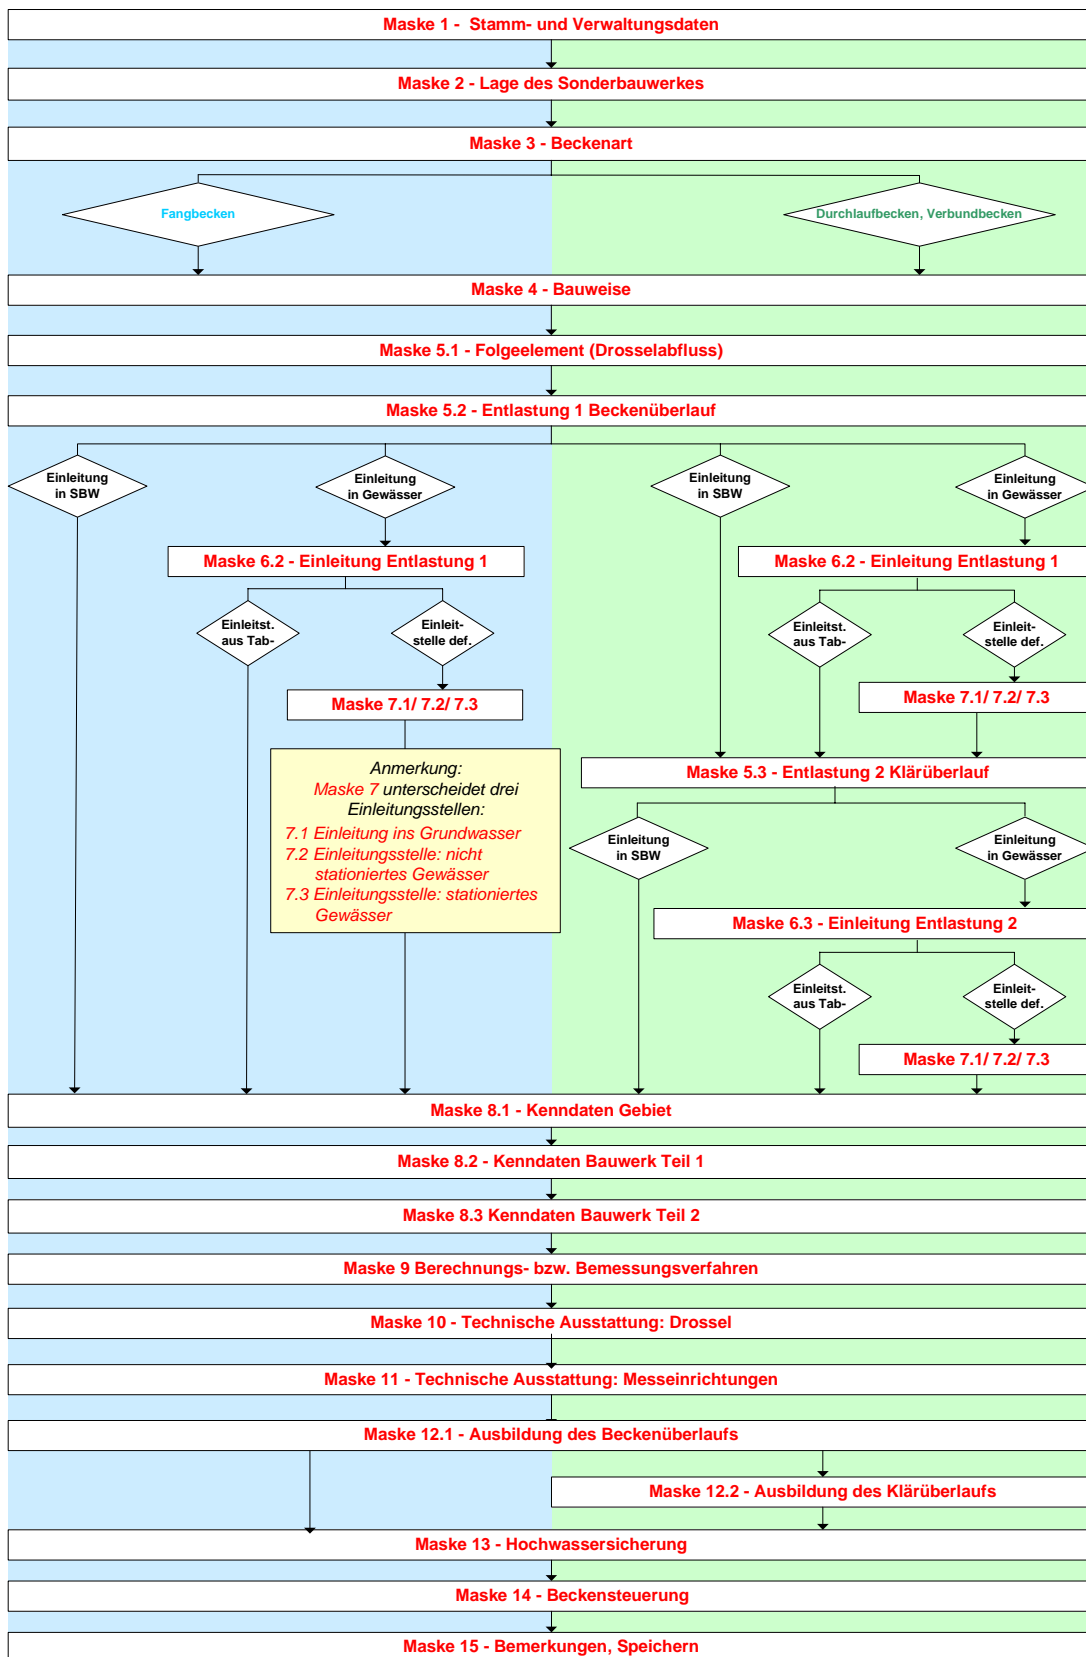 Maske 1 - Stamm- und Verwaltungsdaten
Maske 2 - Lage des Sonderbauwerkes
Maske 3 - Beckenart
Fangbecken
Durchlaufbecken, Verbundbecken
Maske 4 - Bauweise
Maske 5.1 - Folgeelement (Drosselabfluss)
Maske 5.2 - Entlastung 1 Beckenüberlauf
Einleitung
in SBW
Einleitung
in Gewässer
Einleitung
in SBW
Einleitung
in Gewässer
Maske 6.2 - Einleitung Entlastung 1
Maske 6.2 - Einleitung Entlastung 1
Einleitst.
aus Tab-
Einleit-
stelle def.
Einleitst.
aus Tab-
Einleit-
stelle def.
Maske 7.1/ 7.2/ 7.3
Maske 7.1/ 7.2/ 7.3
Anmerkung:
Maske 7 unterscheidet drei
Einleitungsstellen:
7.1 Einleitung ins Grundwasser
7.2 Einleitungsstelle: nicht
stationiertes Gewässer
7.3 Einleitungsstelle: stationiertes
Gewässer
Maske 5.3 - Entlastung 2 Klärüberlauf
Einleitung
in SBW
Einleitung
in Gewässer
Maske 6.3 - Einleitung Entlastung 2
Einleitst.
aus Tab-
Einleit-
stelle def.
Maske 7.1/ 7.2/ 7.3
Maske 8.1 - Kenndaten Gebiet
Maske 8.2 - Kenndaten Bauwerk Teil 1
Maske 8.3 Kenndaten Bauwerk Teil 2
Maske 9 Berechnungs- bzw. Bemessungsverfahren
Maske 10 - Technische Ausstattung: Drossel
Maske 11 - Technische Ausstattung: Messeinrichtungen
Maske 12.1 - Ausbildung des Beckenüberlaufs
Maske 12.2 - Ausbildung des Klärüberlaufs
Maske 13 - Hochwassersicherung
Maske 14 - Beckensteuerung
Maske 15 - Bemerkungen, Speichern